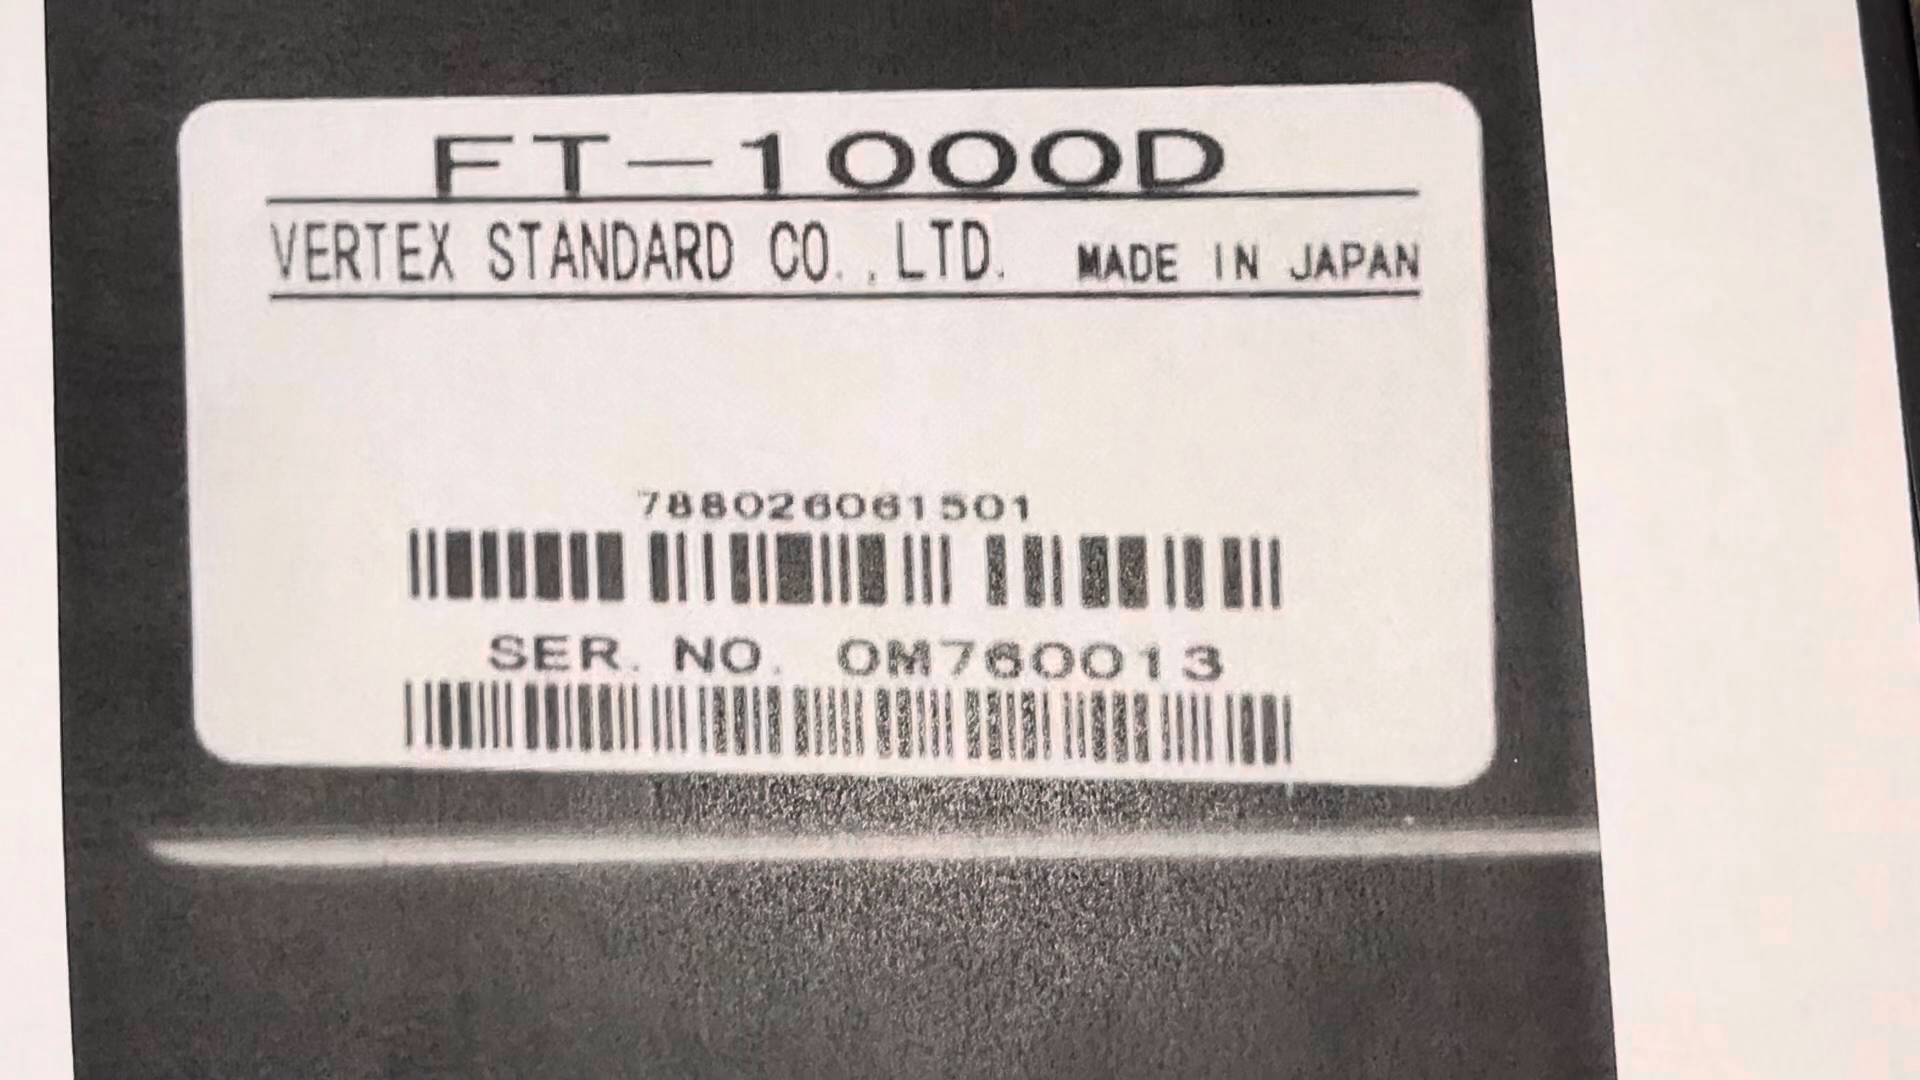 FT-1000D
VERTEX STANDARD CO.,LTD. MADE IN JAPAN
788026061501
SER. NO. 0M760013